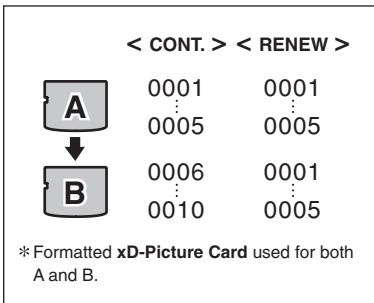 < CONT. > < RENEW >
A
0001 0001
⋮ ⋮
0005 0005
B
0006 0001
⋮ ⋮
0010 0005
✻Formatted xD-Picture Card used for both
A and B.